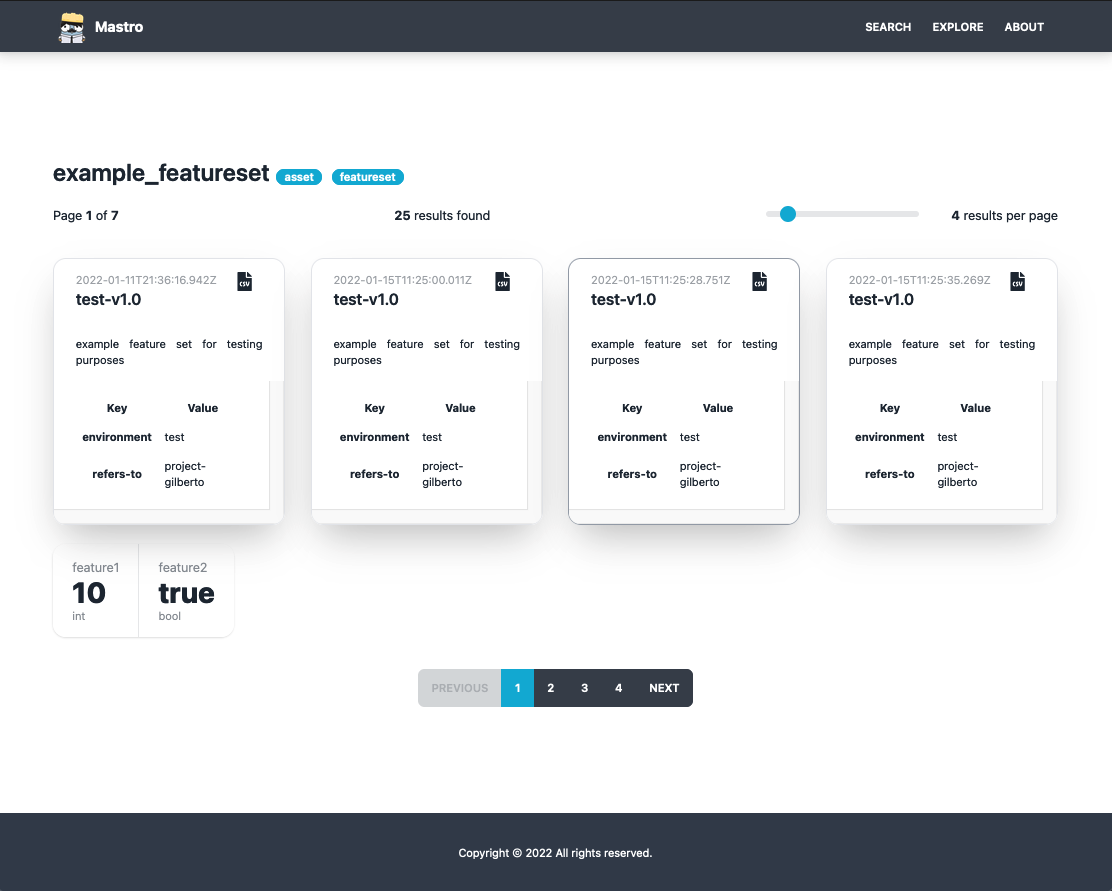 Mastro
SEARCH EXPLORE ABOUT
example_featureset asset featureset
Page 1 of 7
25 results found
4 results per page
2022-01-11T21:36:16.942Z
CSV
test-v1.0
example feature set for testing
purposes
Key Value
environment test
refers-to project-
gilberto
2022-01-15T11:25:00.011Z
CSV
test-v1.0
example feature set for testing
purposes
Key Value
environment test
refers-to project-
gilberto
2022-01-15T11:25:28.751Z
CSV
test-v1.0
example feature set for testing
purposes
Key Value
environment test
refers-to project-
gilberto
2022-01-15T11:25:35.269Z
CSV
test-v1.0
example feature set for testing
purposes
Key Value
environment test
refers-to project-
gilberto
feature1
10
int
feature2
true
bool
PREVIOUS 1 2 3 4 NEXT
Copyright © 2022 All rights reserved.